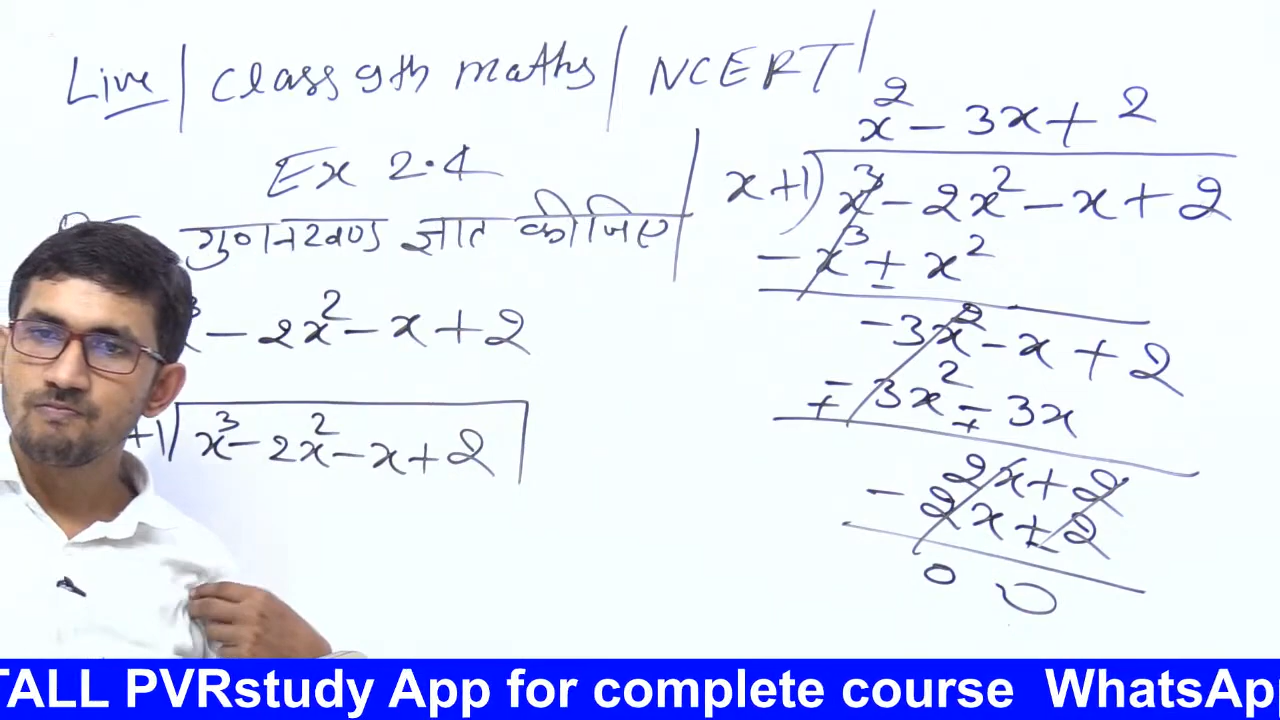 Live | class 9th maths | NCERT |
Ex 2.4
गुणनखण्ड ज्ञात कीजिए
- 2x² - x + 2
+1) x³ - 2x² - x + 2
x² - 3x + 2
x+1) x³ - 2x² - x + 2
- x³ ± x²
-3x² - x + 2
∓ 3x² ∓ 3x
2x + 2
- 2x ± 2
0 0
TALL PVRstudy App for complete course WhatsApp